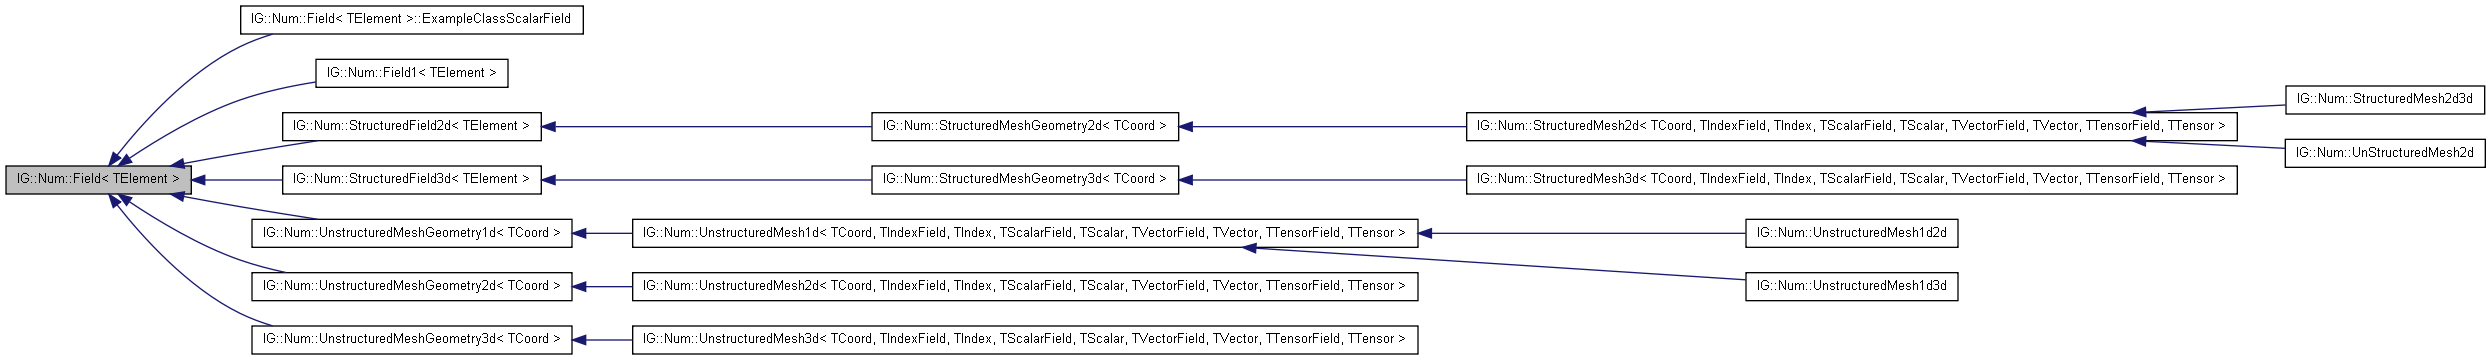 IG::Num::Field< TElement >::ExampleClassScalarField
IG::Num::Field1< TElement >
IG::Num::StructuredMesh2d3d
IG::Num::StructuredField2d< TElement >
IG::Num::StructuredMeshGeometry2d< TCoord >
IG::Num::StructuredMesh2d< TCoord, TIndexField, TIndex, TScalarField, TScalar, TVectorField, TVector, TTensorField, TTensor >
IG::Num::UnStructuredMesh2d
IG::Num::Field< TElement >
IG::Num::StructuredField3d< TElement >
IG::Num::StructuredMeshGeometry3d< TCoord >
IG::Num::StructuredMesh3d< TCoord, TIndexField, TIndex, TScalarField, TScalar, TVectorField, TVector, TTensorField, TTensor >
IG::Num::UnstructuredMeshGeometry1d< TCoord >
IG::Num::UnstructuredMesh1d< TCoord, TIndexField, TIndex, TScalarField, TScalar, TVectorField, TVector, TTensorField, TTensor >
IG::Num::UnstructuredMesh1d2d
IG::Num::UnstructuredMeshGeometry2d< TCoord >
IG::Num::UnstructuredMesh2d< TCoord, TIndexField, TIndex, TScalarField, TScalar, TVectorField, TVector, TTensorField, TTensor >
IG::Num::UnstructuredMesh1d3d
IG::Num::UnstructuredMeshGeometry3d< TCoord >
IG::Num::UnstructuredMesh3d< TCoord, TIndexField, TIndex, TScalarField, TScalar, TVectorField, TVector, TTensorField, TTensor >